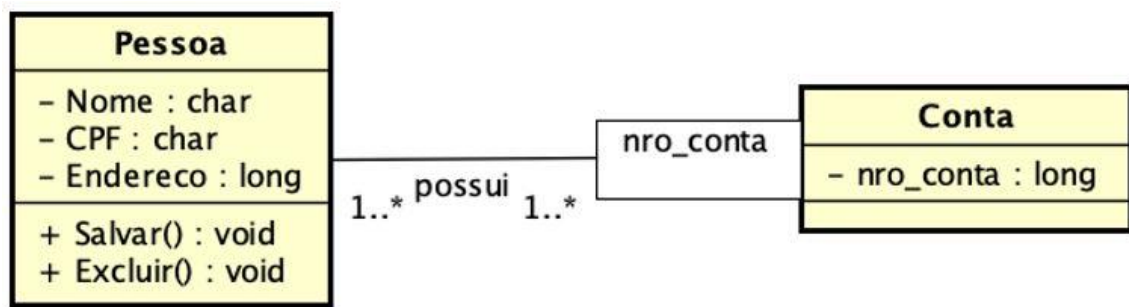 Pessoa
– Nome : char
– CPF : char
– Endereco : long
+ Salvar() : void
+ Excluir() : void
1..* possui 1..*
nro_conta
Conta
– nro_conta : long